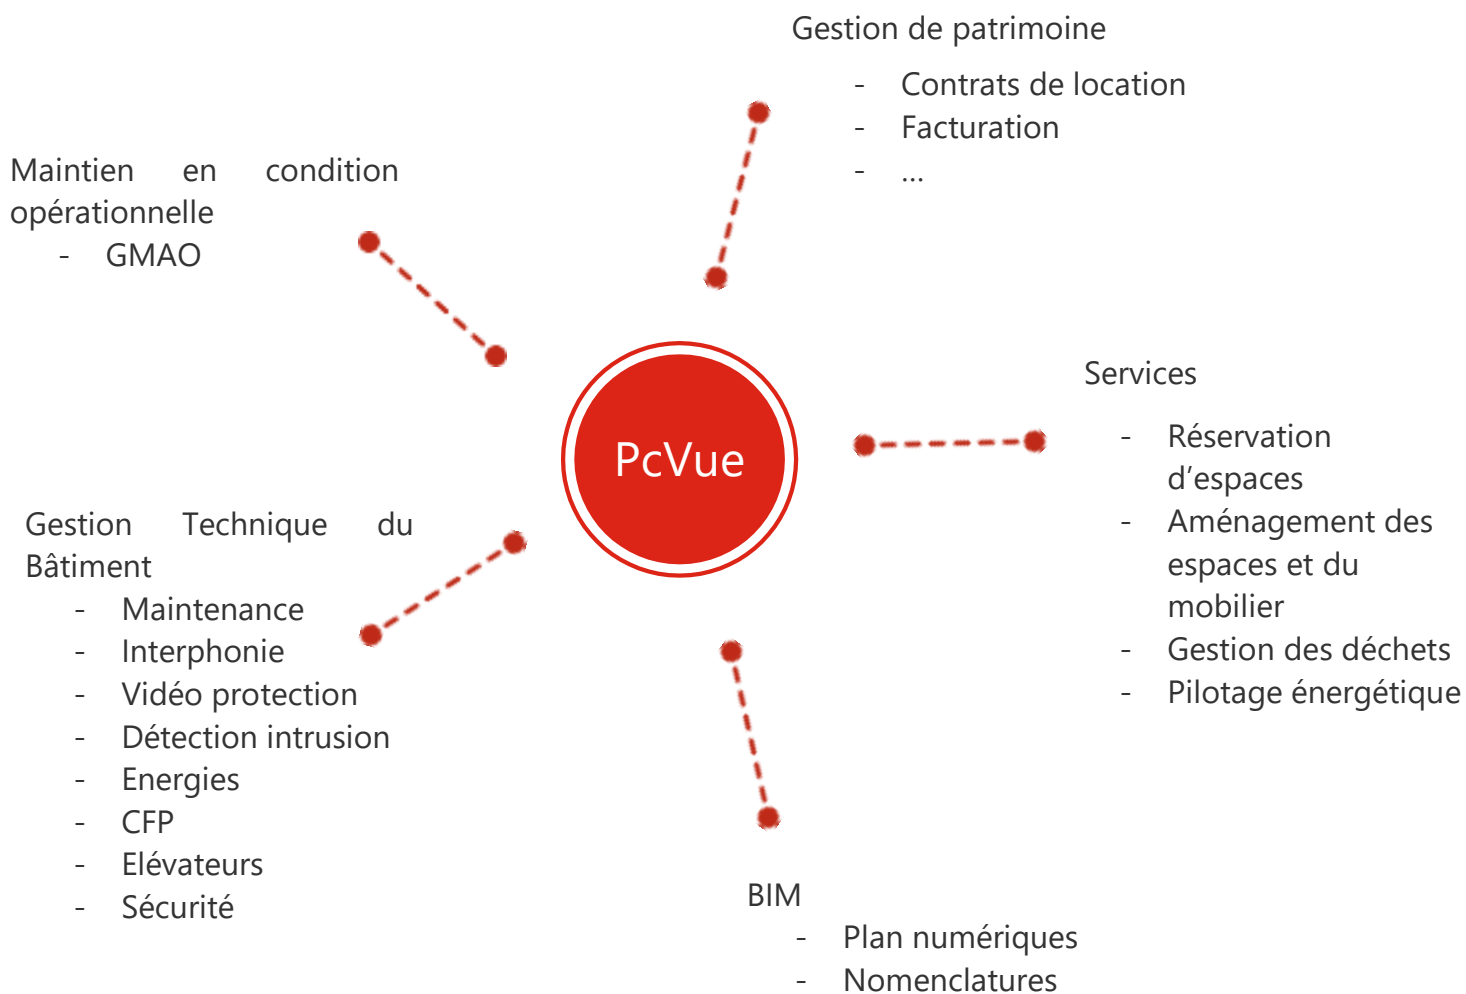 Gestion de patrimoine
- Contrats de location
- Facturation
- ...
Maintien en condition
opérationnelle
- GMAO
PcVue
Services
- Réservation
d’espaces
- Aménagement des
espaces et du
mobilier
- Gestion des déchets
- Pilotage énergétique
Gestion Technique du
Bâtiment
- Maintenance
- Interphonie
- Vidéo protection
- Détection intrusion
- Energies
- CFP
- Elévateurs
- Sécurité
BIM
- Plan numériques
- Nomenclatures